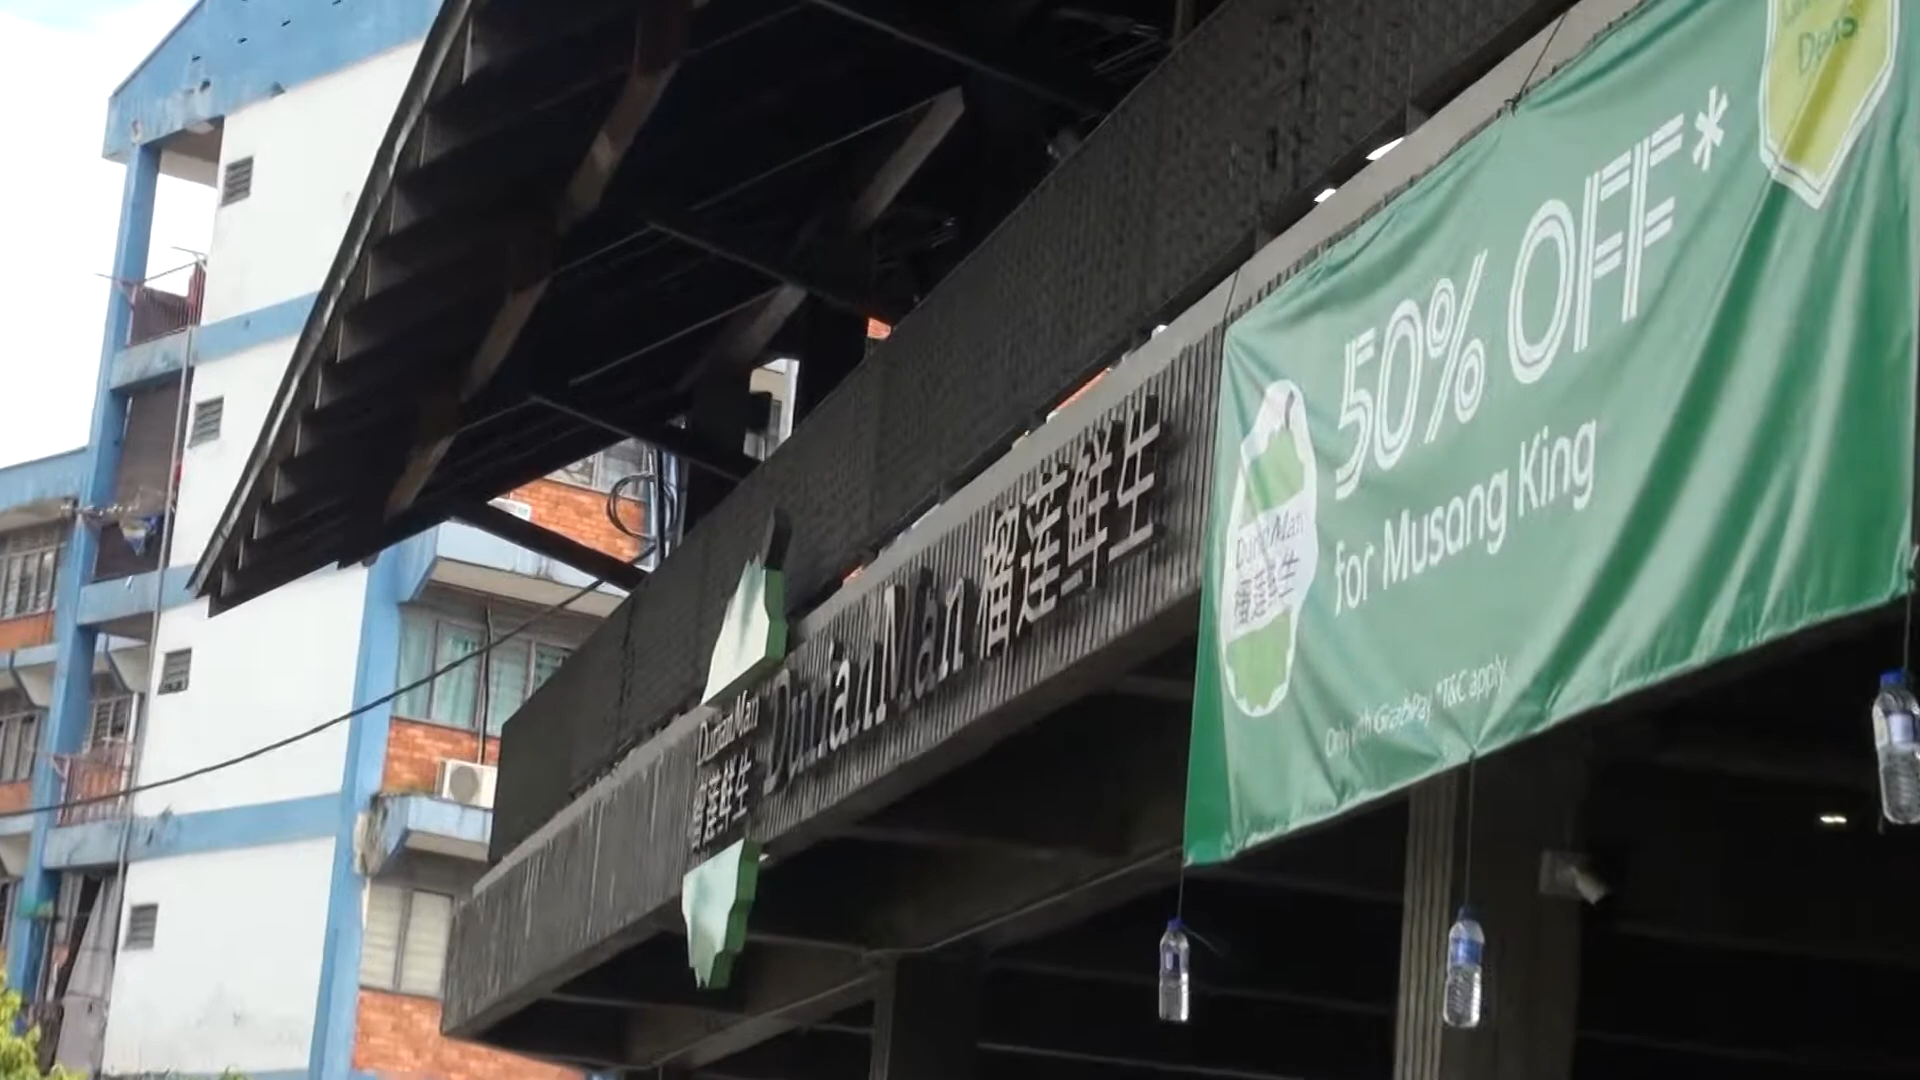 DurianMan
榴莲鲜生
DurianMan 榴莲鲜生
50% OFF*
for Musang King
DurianMan
榴莲鲜生
Only with GrabPay *T&C apply.